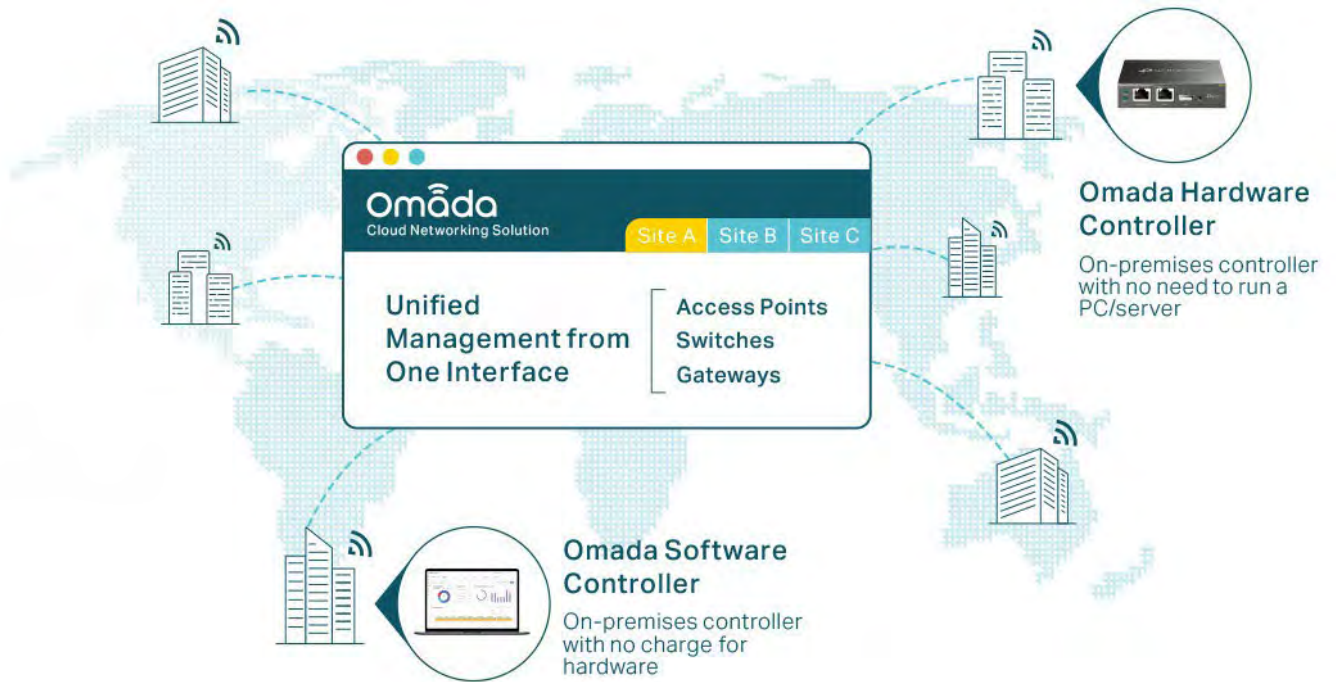 Omada
Cloud Networking Solution
Site A
Site B
Site C
Unified
Management from
One Interface
Access Points
Switches
Gateways
Omada Hardware
Controller
On-premises controller
with no need to run a
PC/server
Omada Software
Controller
On-premises controller
with no charge for
hardware